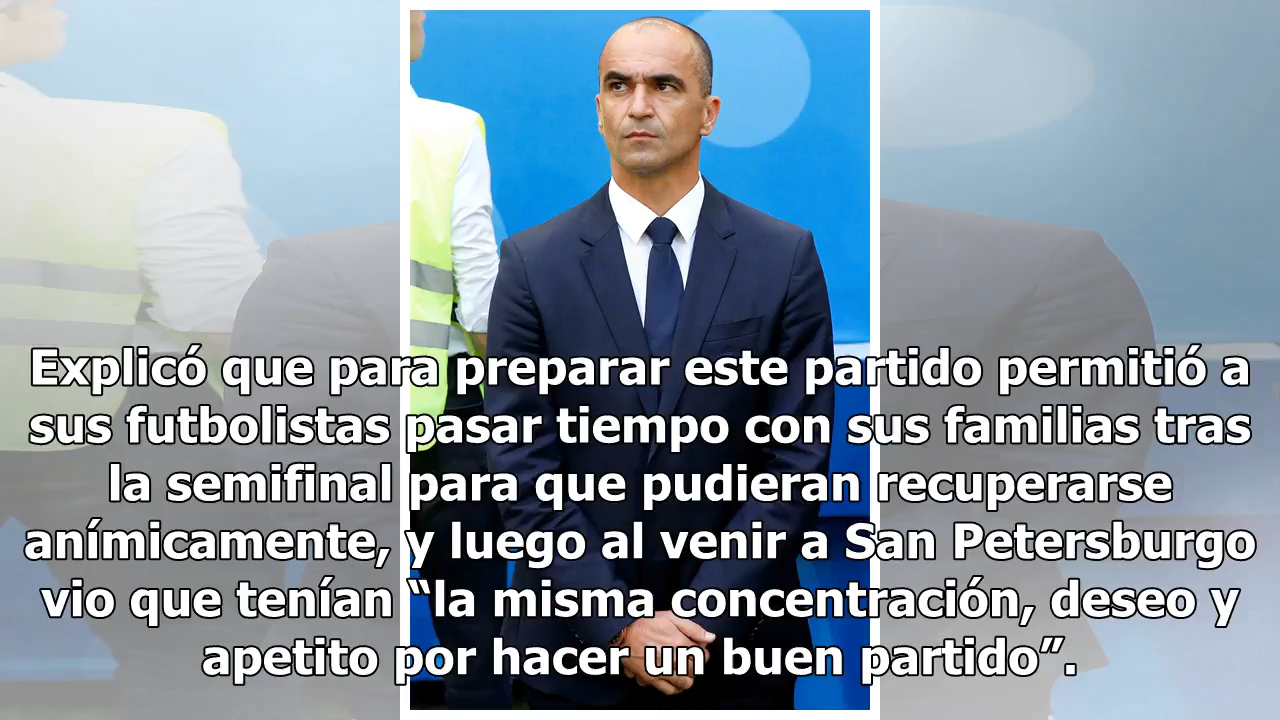 Explicó que para preparar este partido permitió a
sus futbolistas pasar tiempo con sus familias tras
la semifinal para que pudieran recuperarse
anímicamente, y luego al venir a San Petersburgo
vio que tenían “la misma concentración, deseo y
apetito por hacer un buen partido”.